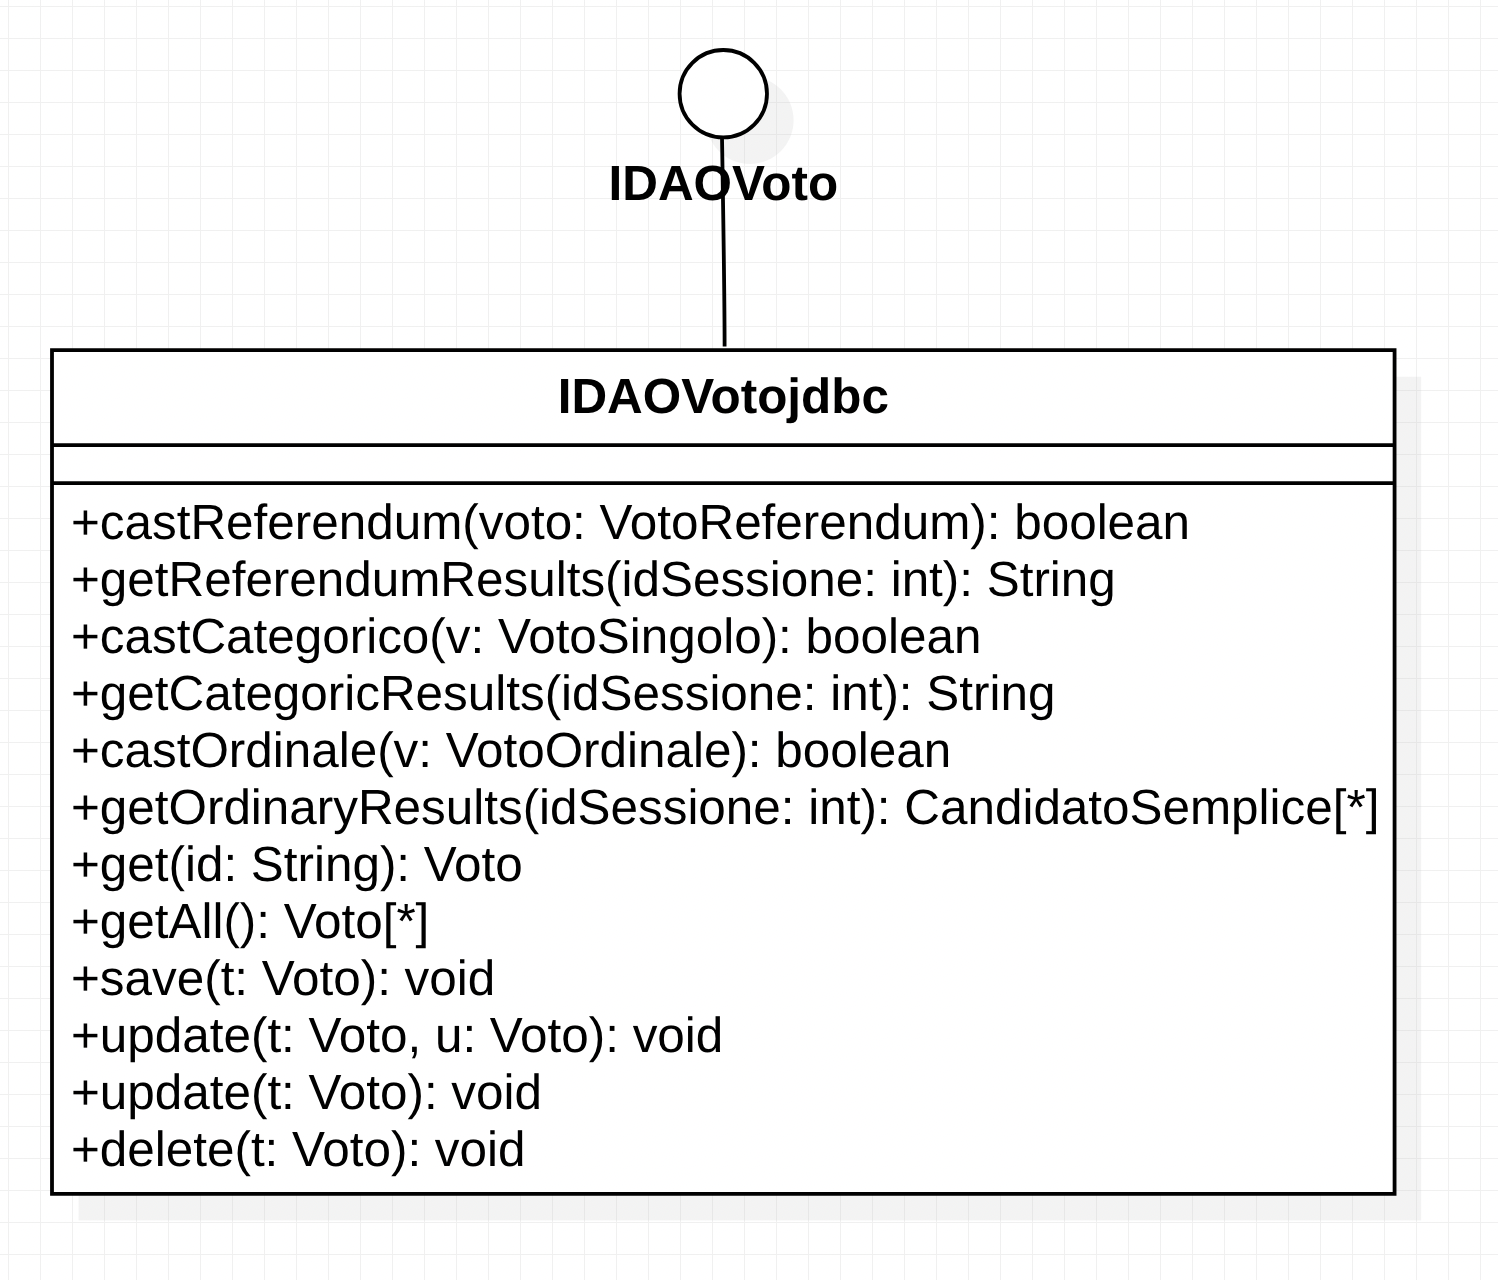 IDAOVoto
IDAOVotojdbc
+castReferendum(voto: VotoReferendum): boolean
+getReferendumResults(idSessione: int): String
+castCategorico(v: VotoSingolo): boolean
+getCategoricResults(idSessione: int): String
+castOrdinale(v: VotoOrdinale): boolean
+getOrdinaryResults(idSessione: int): CandidatoSemplice[*]
+get(id: String): Voto
+getAll(): Voto[*]
+save(t: Voto): void
+update(t: Voto, u: Voto): void
+update(t: Voto): void
+delete(t: Voto): void